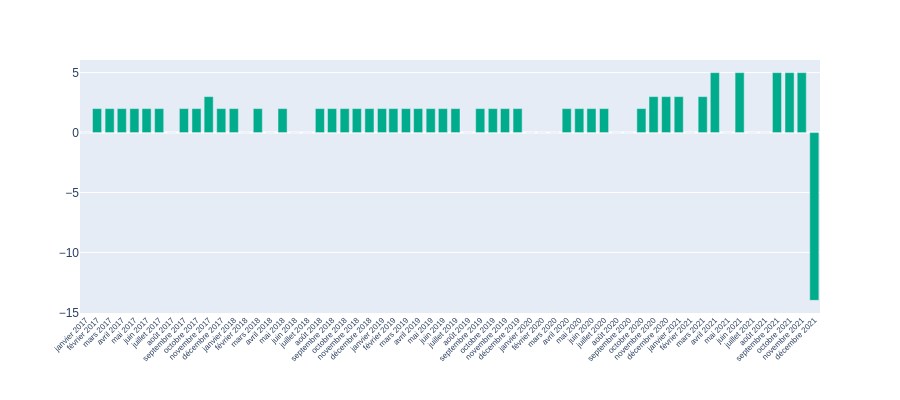 5
0
−5
−10
−15
janvier 2017
février 2017
mars 2017
avril 2017
mai 2017
juin 2017
juillet 2017
août 2017
septembre 2017
octobre 2017
novembre 2017
décembre 2017
janvier 2018
février 2018
mars 2018
avril 2018
mai 2018
juin 2018
juillet 2018
août 2018
septembre 2018
octobre 2018
novembre 2018
décembre 2018
janvier 2019
février 2019
mars 2019
avril 2019
mai 2019
juin 2019
juillet 2019
août 2019
septembre 2019
octobre 2019
novembre 2019
décembre 2019
janvier 2020
février 2020
mars 2020
avril 2020
mai 2020
juin 2020
juillet 2020
août 2020
septembre 2020
octobre 2020
novembre 2020
décembre 2020
janvier 2021
février 2021
mars 2021
avril 2021
mai 2021
juin 2021
juillet 2021
août 2021
septembre 2021
octobre 2021
novembre 2021
décembre 2021